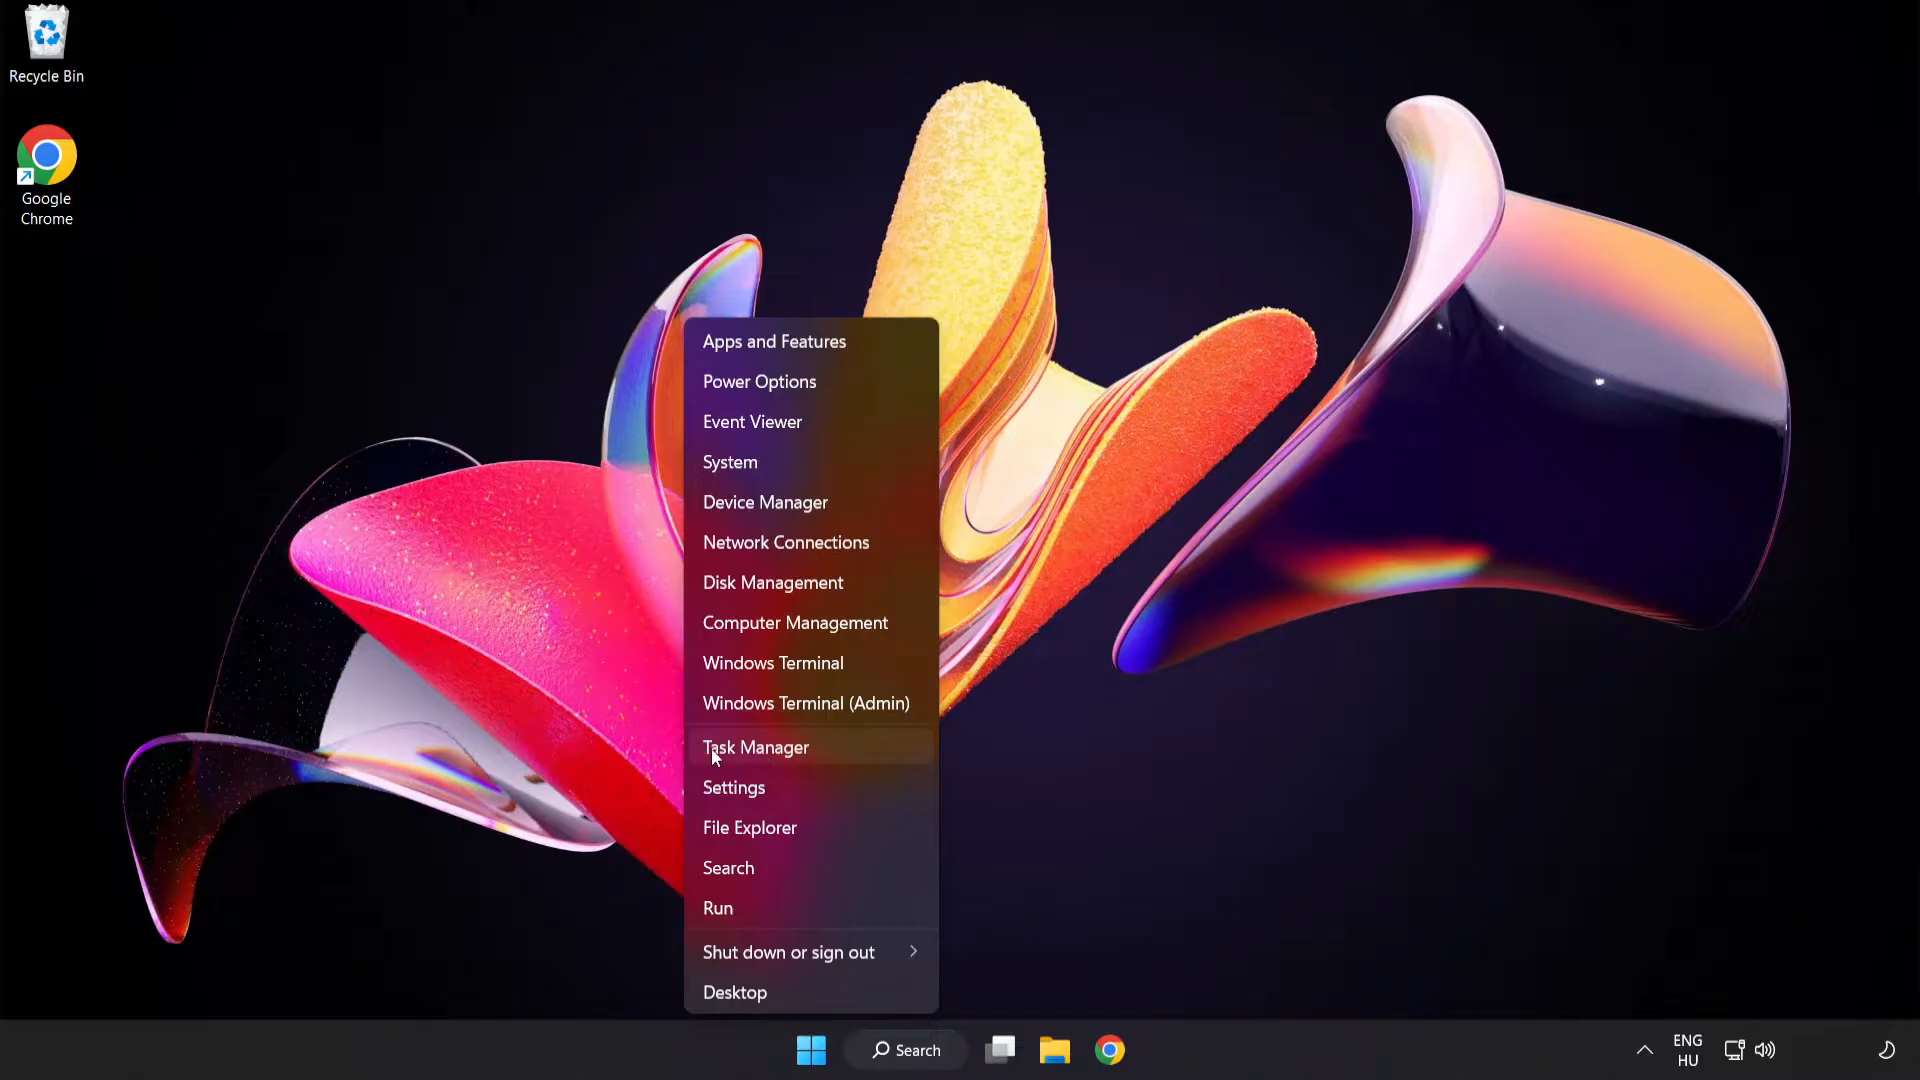 Recycle Bin
Google
Chrome
Apps and Features
Power Options
Event Viewer
System
Device Manager
Network Connections
Disk Management
Computer Management
Windows Terminal
Windows Terminal (Admin)
Task Manager
Settings
File Explorer
Search
Run
Shut down or sign out
Desktop
Search
ENG
HU